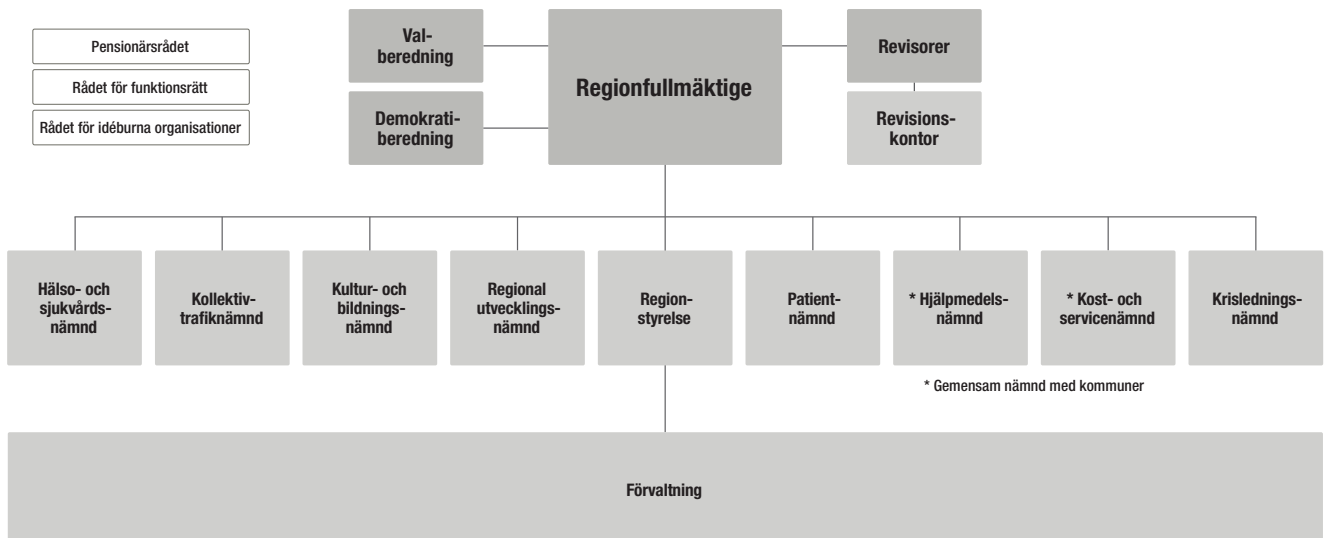 Pensionärsrådet
Rådet för funktionsrätt
Rådet för idéburna organisationer
Val-
beredning
Demokrati-
beredning
Regionfullmäktige
Revisorer
Revisions-
kontor
Hälso- och
sjukvårds-
nämnd
Kollektiv-
trafiknämnd
Kultur- och
bildnings-
nämnd
Regional
utvecklings-
nämnd
Region-
styrelse
Patient-
nämnd
* Hjälpmedels-
nämnd
* Kost- och
servicenämnd
Krislednings-
nämnd
* Gemensam nämnd med kommuner
Förvaltning